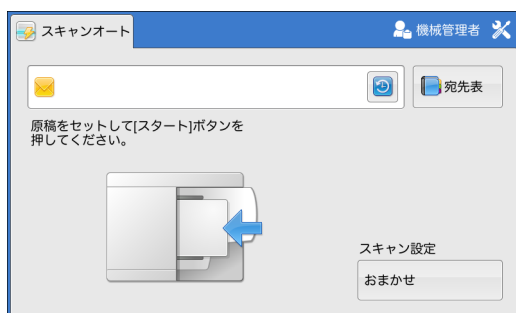 スキャンオート
機械管理者
宛先表
原稿をセットして[スタート]ボタンを
押してください。
スキャン設定
おまかせ